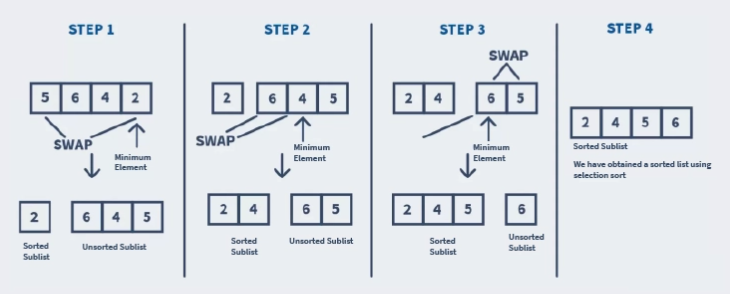 STEP 1
5 6 4 2
SWAP
Minimum
Element
2 6 4 5
Sorted
Sublist
Unsorted Sublist
STEP 2
2 6 4 5
SWAP
Minimum
Element
2 4 6 5
Sorted
Sublist
Unsorted Sublist
STEP 3
SWAP
2 4 6 5
Minimum
Element
2 4 5 6
Sorted
Sublist
Unsorted
Sublist
STEP 4
2 4 5 6
Sorted Sublist
We have obtained a sorted list using
selection sort